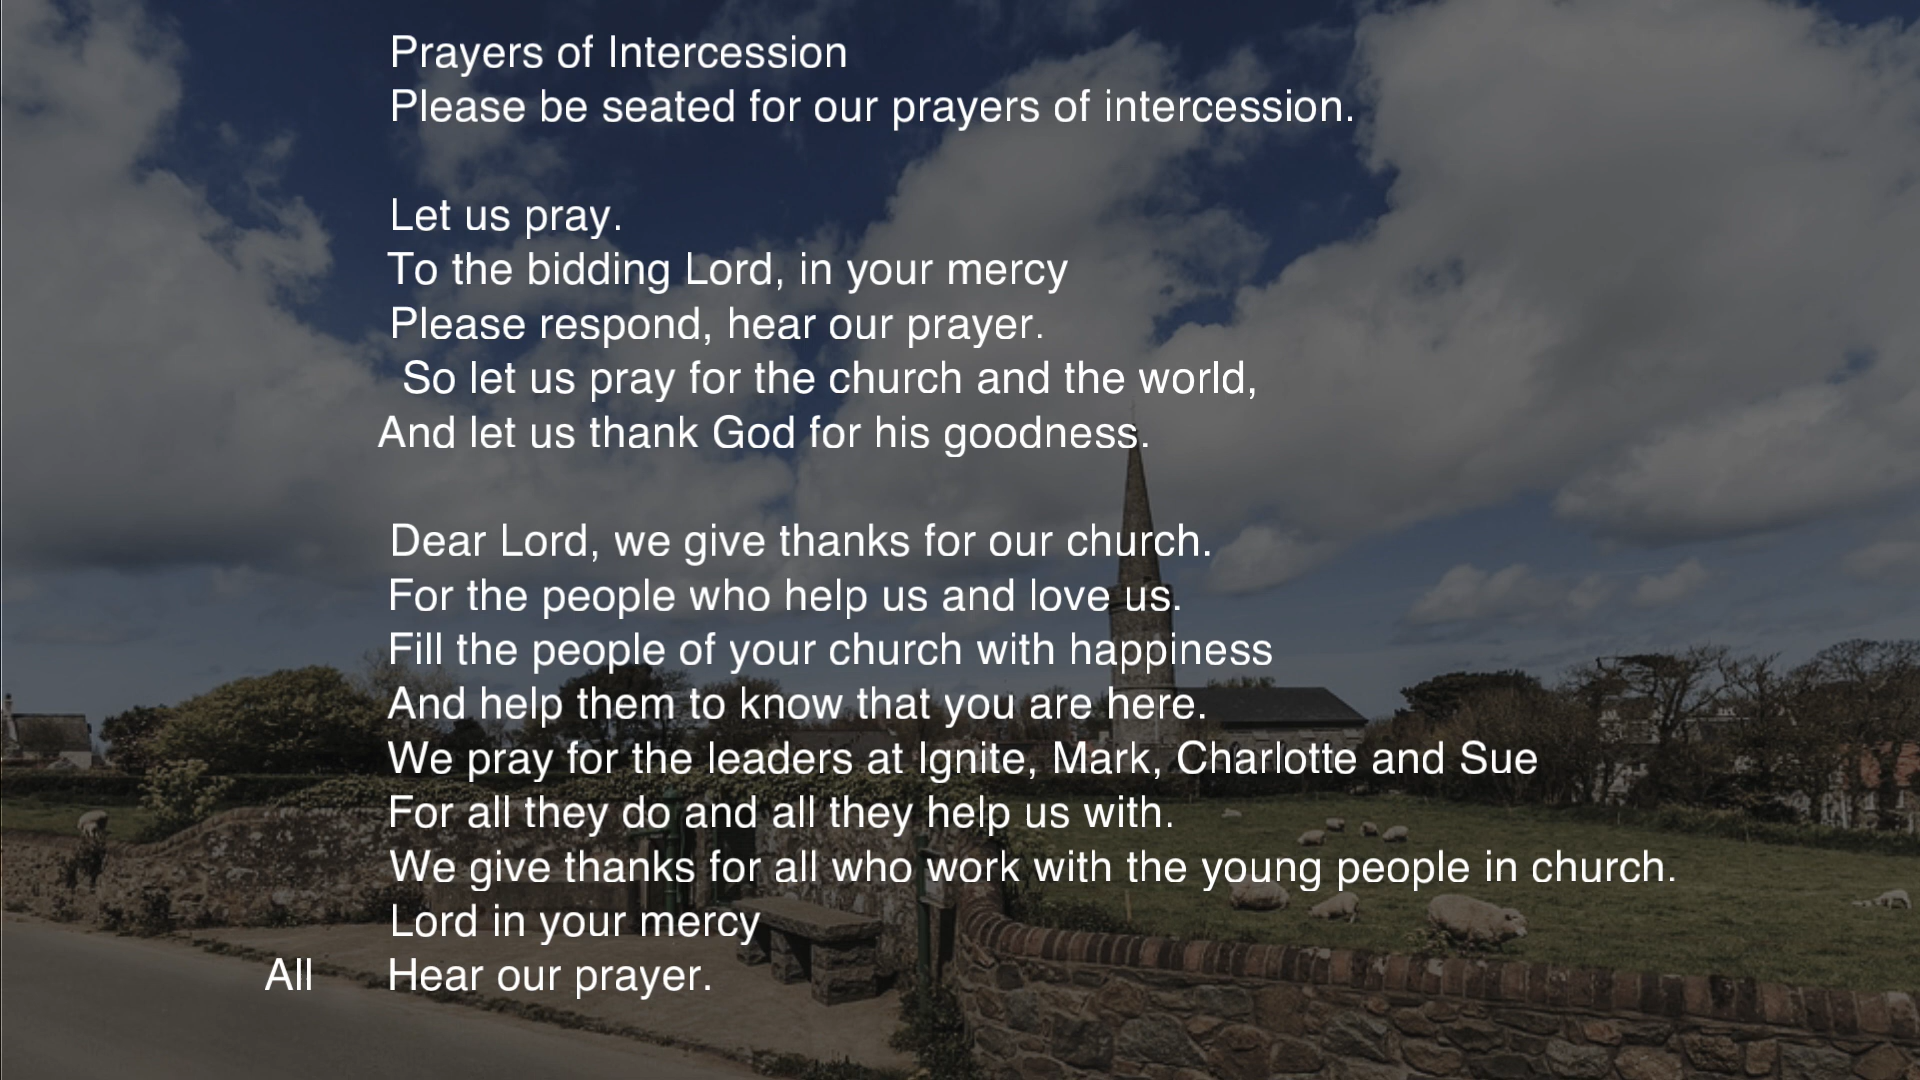 Prayers of Intercession
Please be seated for our prayers of intercession.
Let us pray.
To the bidding Lord, in your mercy
Please respond, hear our prayer.
So let us pray for the church and the world,
And let us thank God for his goodness.
Dear Lord, we give thanks for our church.
For the people who help us and love us.
Fill the people of your church with happiness
And help them to know that you are here.
We pray for the leaders at Ignite, Mark, Charlotte and Sue
For all they do and all they help us with.
We give thanks for all who work with the young people in church.
Lord in your mercy
All Hear our prayer.